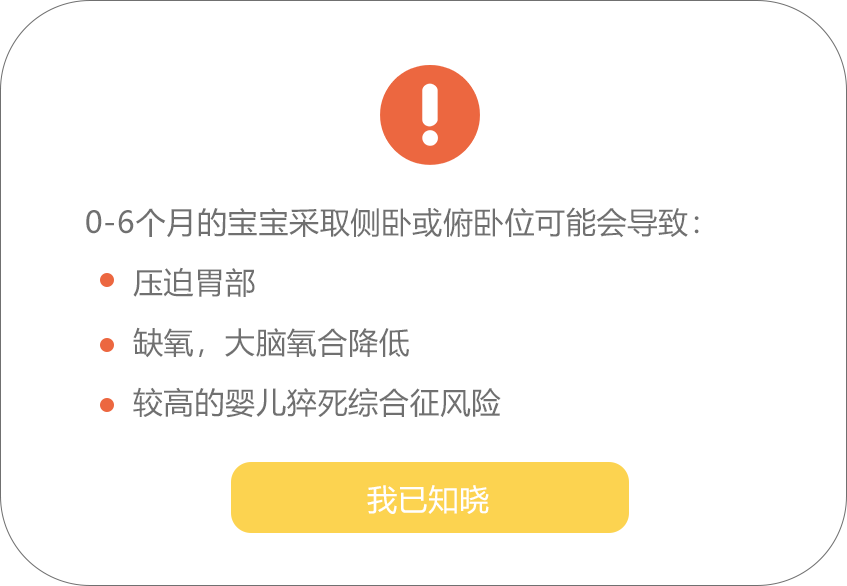 0-6个月的宝宝采取侧卧或俯卧位可能会导致：
压迫胃部
缺氧，大脑氧合降低
较高的婴儿猝死综合征风险
我已知晓